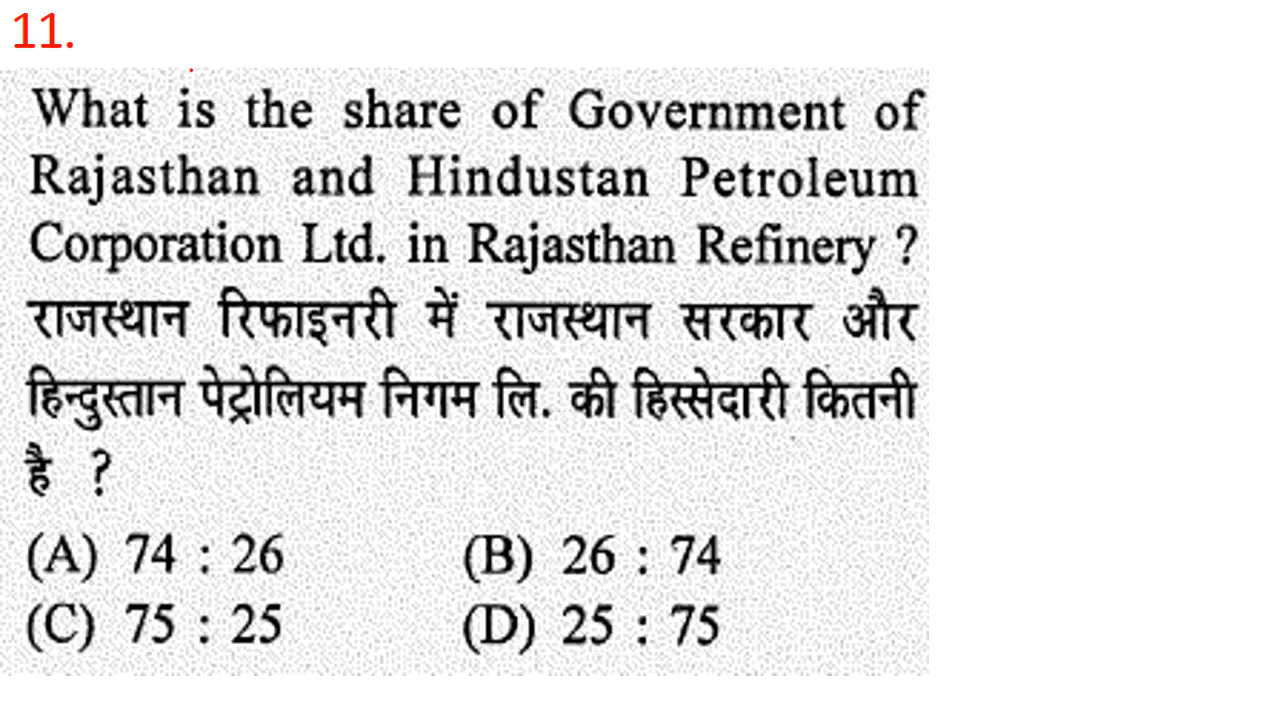 11.
What is the share of Government of
Rajasthan and Hindustan Petroleum
Corporation Ltd. in Rajasthan Refinery ?
राजस्थान रिफाइनरी में राजस्थान सरकार और
हिन्दुस्तान पेट्रोलियम निगम लि. की हिस्सेदारी कितनी
है ?
(A) 74 : 26 (B) 26 : 74
(C) 75 : 25 (D) 25 : 75